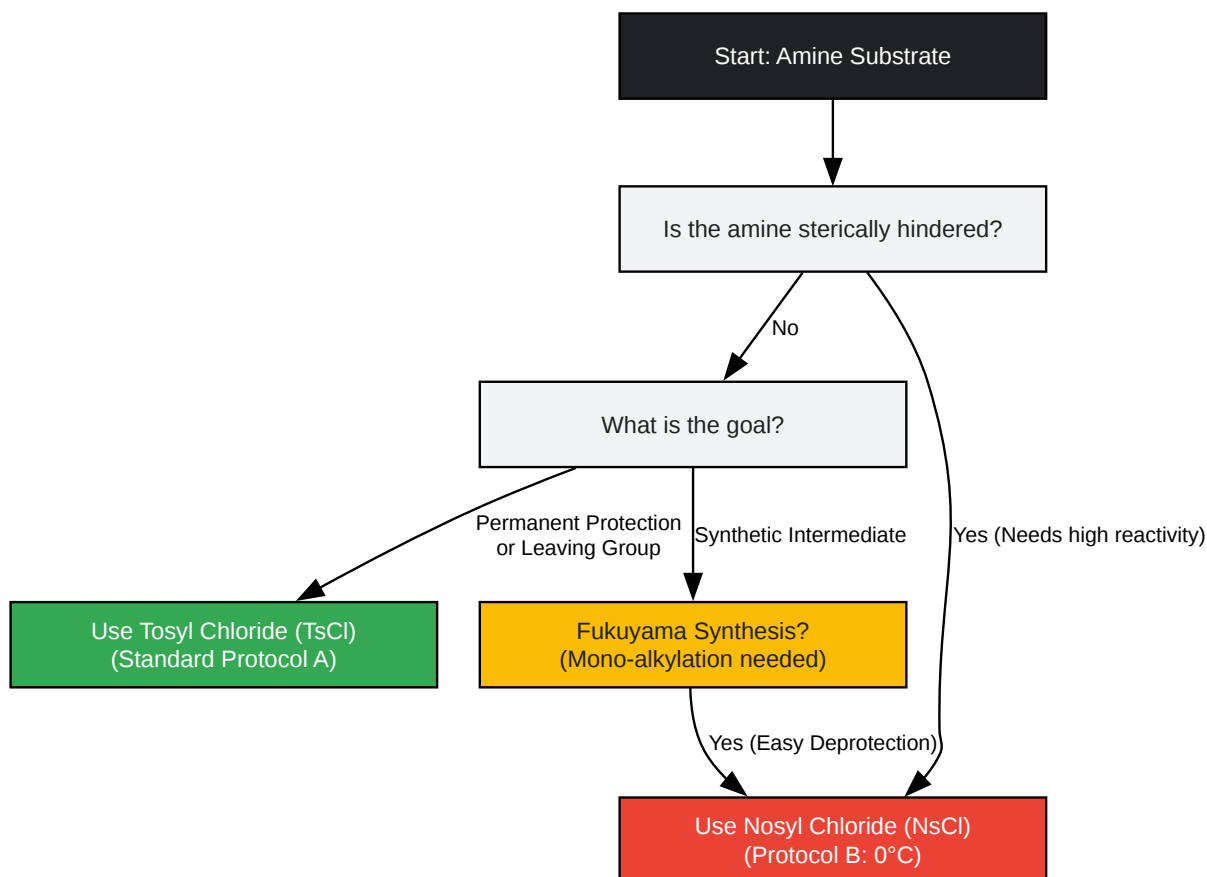 Start: Amine Substrate
Is the amine sterically hindered?
No
What is the goal?
Permanent Protection
or Leaving Group
Synthetic Intermediate
Yes (Needs high reactivity)
Use Tosyl Chloride (TsCl)
(Standard Protocol A)
Fukuyama Synthesis?
(Mono-alkylation needed)
Yes (Easy Deprotection)
Use Nosyl Chloride (NsCl)
(Protocol B: 0°C)